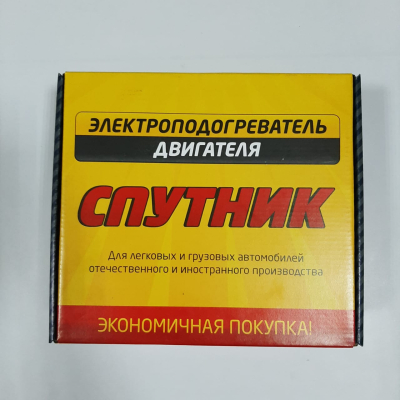 ЭЛЕКТРОПОДОГРЕВАТЕЛЬ
ДВИГАТЕЛЯ
СПУТНИК
Для легковых и грузовых автомобилей
отечественного и иностранного производства
ЭКОНОМИЧНАЯ ПОКУПКА!